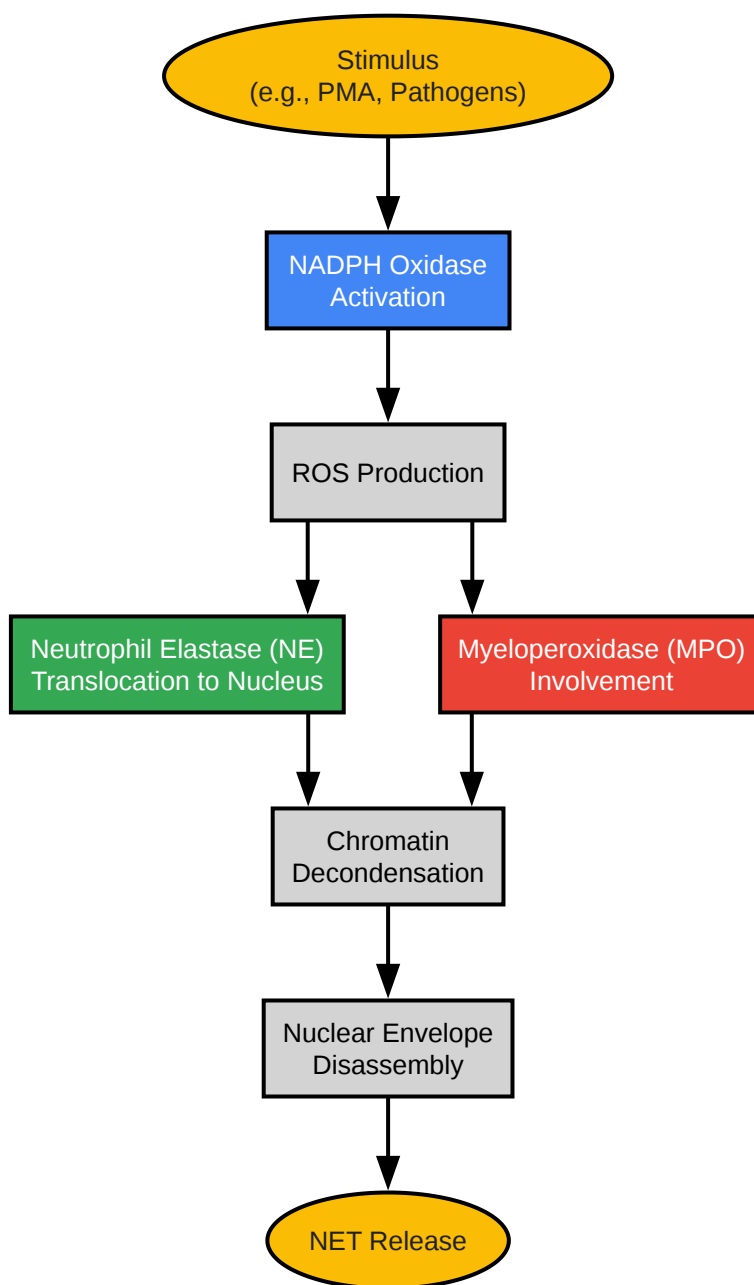 Stimulus
(e.g., PMA, Pathogens)
NADPH Oxidase
Activation
ROS Production
Neutrophil Elastase (NE)
Translocation to Nucleus
Myeloperoxidase (MPO)
Involvement
Chromatin
Decondensation
Nuclear Envelope
Disassembly
NET Release